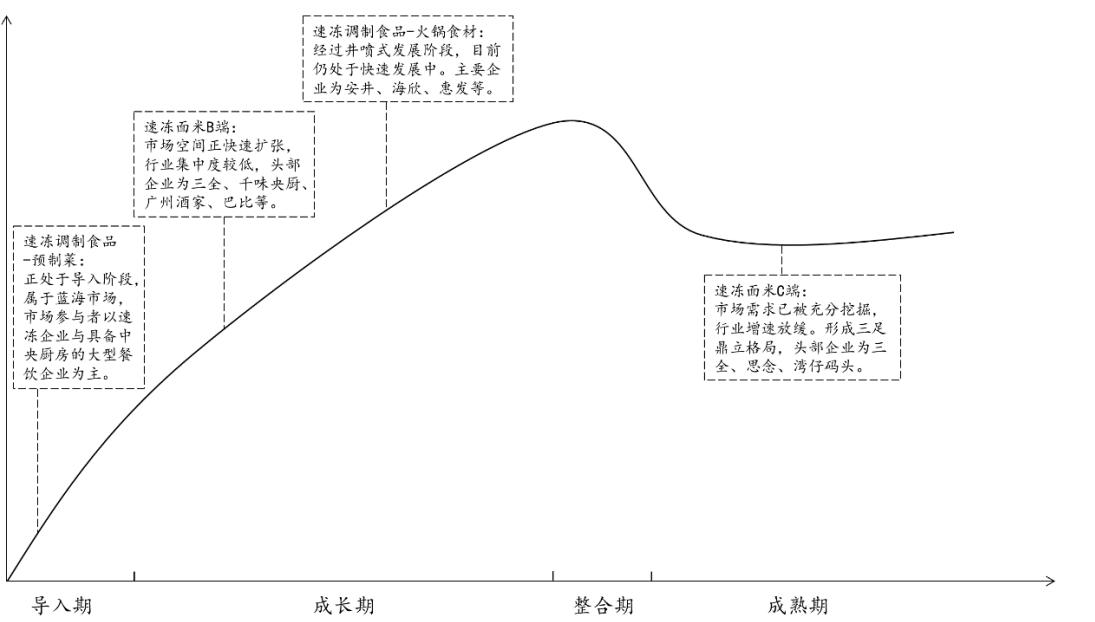 速冻调制食品-火锅食材：
经过井喷式发展阶段，目前
仍处于快速发展中。主要企
业为安井、海欣、惠发等。
速冻面米B端：
市场空间正快速扩张，
行业集中度较低，头部
企业为三全、千味央厨、
广州酒家、巴比等。
速冻调制食品
-预制菜：
正处于导入阶段，
属于蓝海市场，
市场参与者以速
冻企业与具备中
央厨房的大型餐
饮企业为主。
速冻面米C端：
市场需求已被充分挖掘，
行业增速放缓。形成三足
鼎立格局，头部企业为三
全、思念、湾仔码头。
导入期
成长期
整合期
成熟期